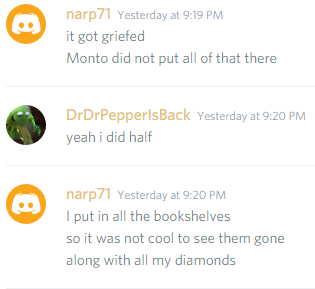 narp71 Yesterday at 9:19 PM
it got griefed
Monto did not put all of that there
DrDrPepperIsBack Yesterday at 9:20 PM
yeah i did half
narp71 Yesterday at 9:20 PM
I put in all the bookshelves
so it was not cool to see them gone
along with all my diamonds